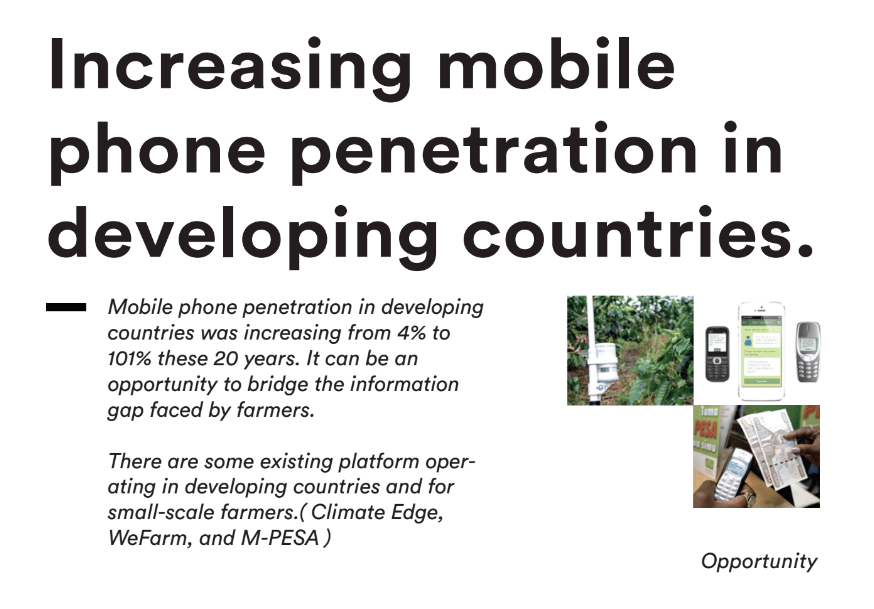 Increasing mobile
phone penetration in
developing countries.
Mobile phone penetration in developing
countries was increasing from 4% to
101% these 20 years. It can be an
opportunity to bridge the information
gap faced by farmers.
There are some existing platform oper-
ating in developing countries and for
small-scale farmers.( Climate Edge,
WeFarm, and M-PESA )
Tuma
PESA
Opportunity